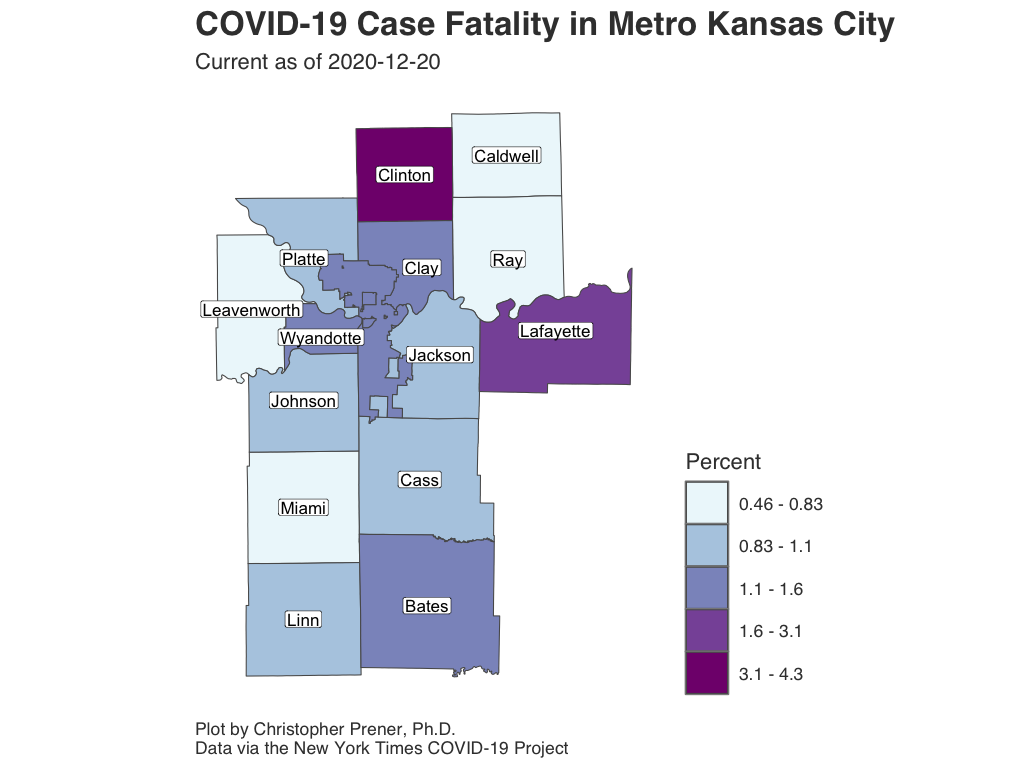 COVID-19 Case Fatality in Metro Kansas City
Current as of 2020-12-20
Caldwell
Clinton
Platte
Clay
Ray
Leavenworth
Wyandotte
Lafayette
Jackson
Johnson
Cass
Miami
Bates
Linn
Percent
0.46 - 0.83
0.83 - 1.1
1.1 - 1.6
1.6 - 3.1
3.1 - 4.3
Plot by Christopher Prener, Ph.D.
Data via the New York Times COVID-19 Project